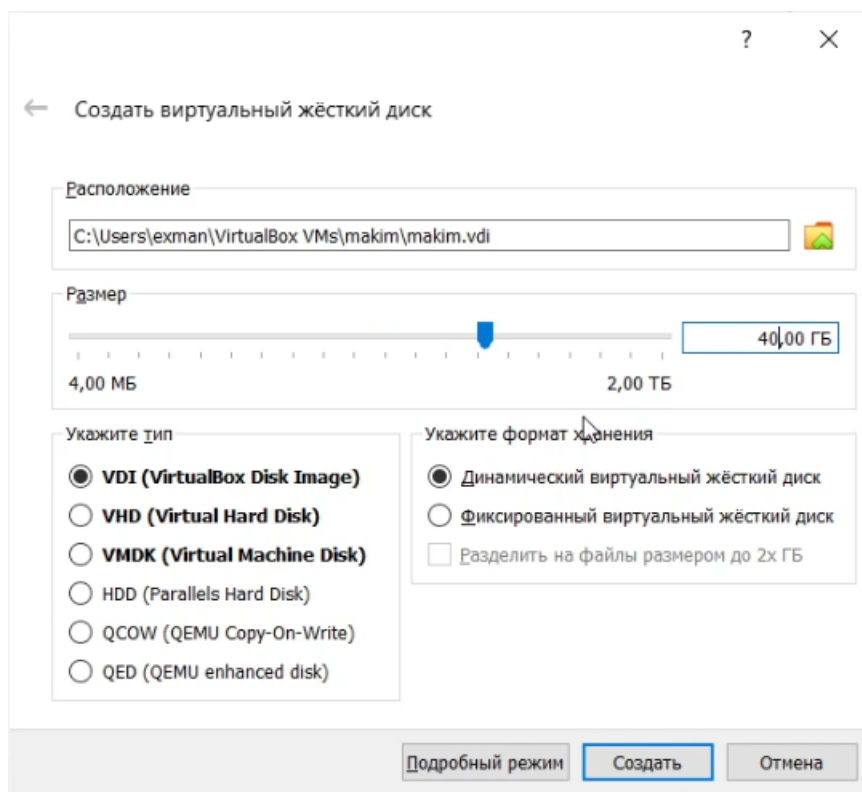 ?
Создать виртуальный жёсткий диск
Расположение
C:\Users\exman\VirtualBox VMs\makim\makim.vdi
Размер
40,00 ГБ
4,00 МБ 2,00 ТБ
Укажите тип
VDI (VirtualBox Disk Image)
VHD (Virtual Hard Disk)
VMDK (Virtual Machine Disk)
HDD (Parallels Hard Disk)
QCOW (QEMU Copy-On-Write)
QED (QEMU enhanced disk)
Укажите формат хранения
Динамический виртуальный жёсткий диск
Фиксированный виртуальный жёсткий диск
Разделить на файлы размером до 2х ГБ
Подробный режим Создать Отмена